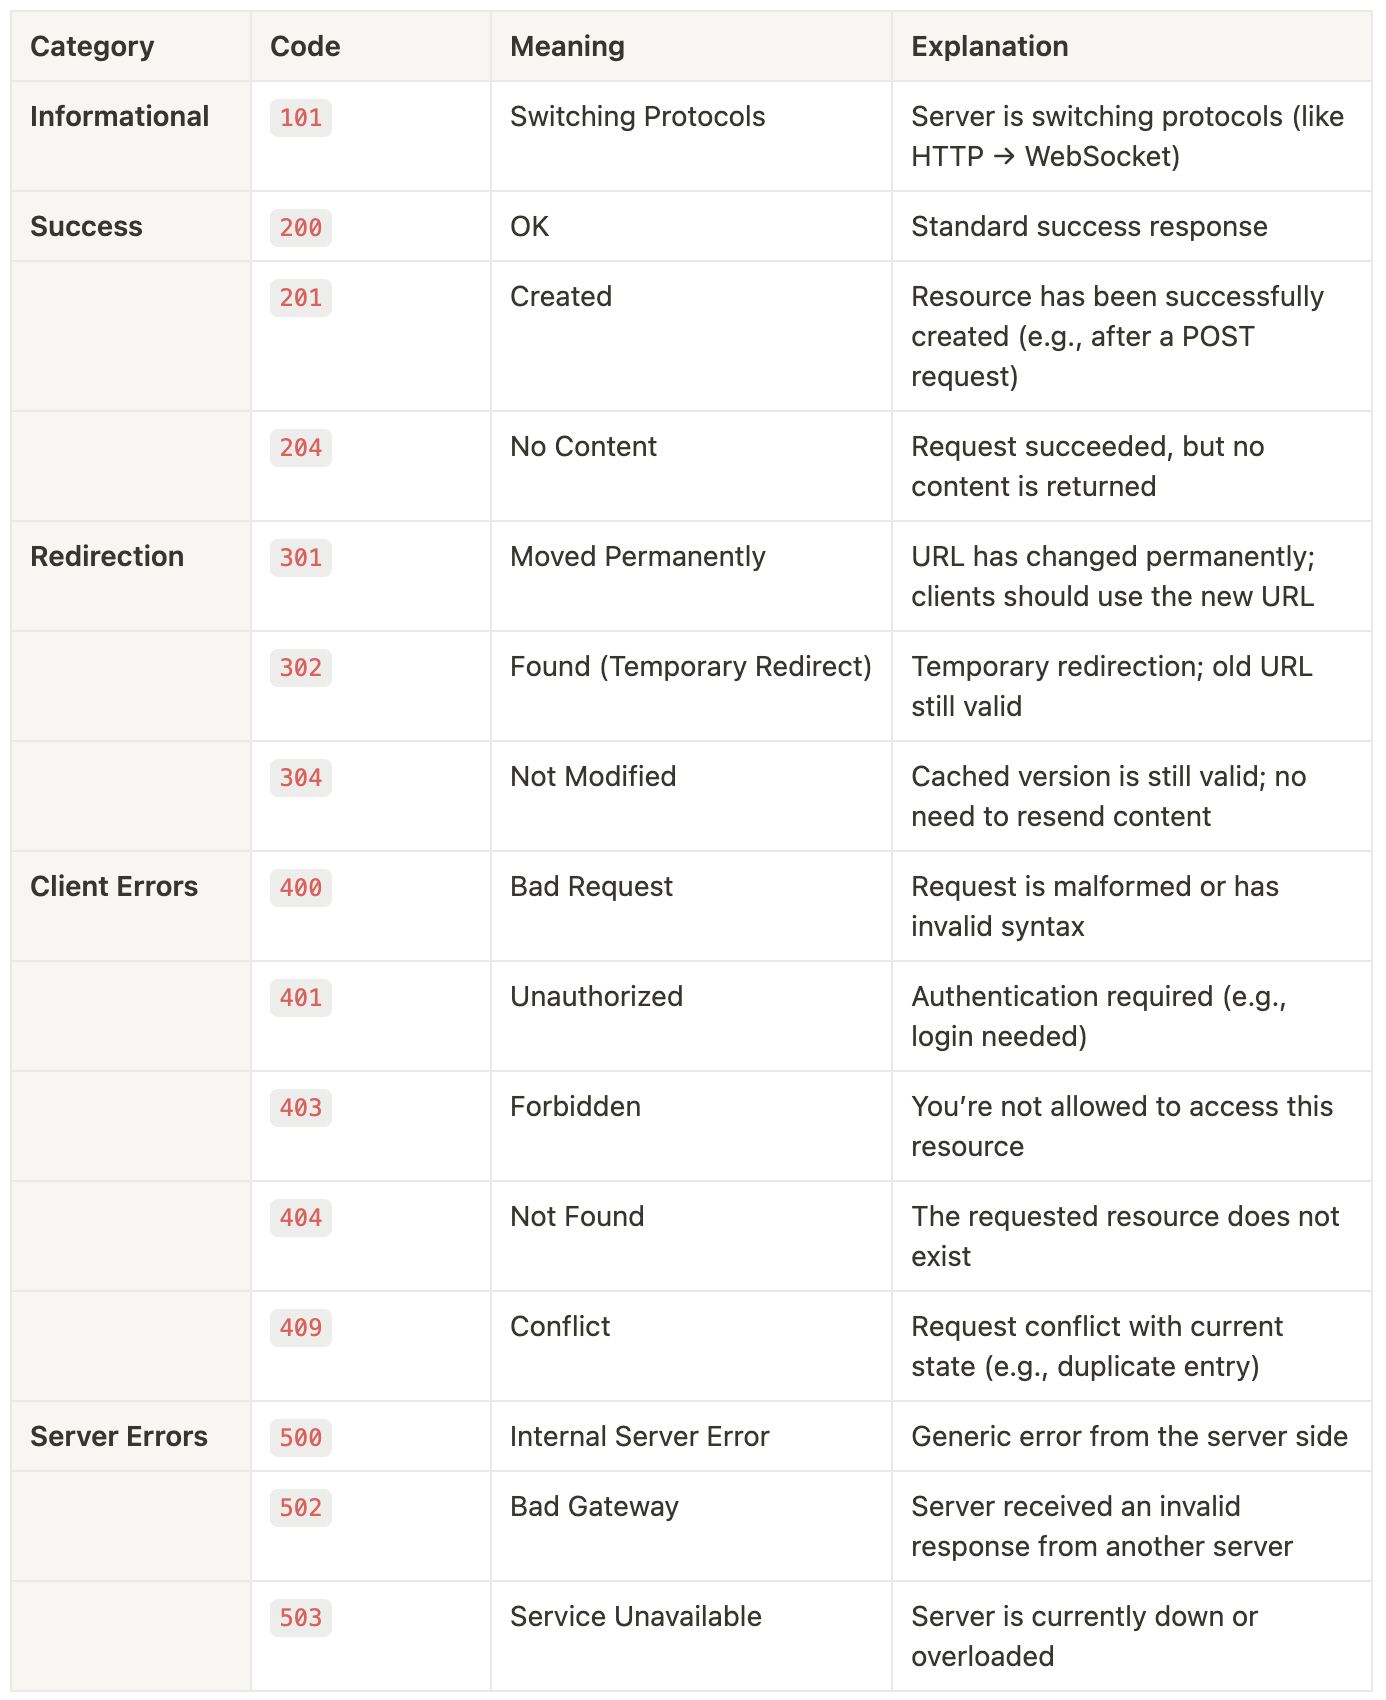 Category Code Meaning Explanation
Informational 101 Switching Protocols Server is switching protocols (like
HTTP → WebSocket)
Success 200 OK Standard success response
201 Created Resource has been successfully
created (e.g., after a POST
request)
204 No Content Request succeeded, but no
content is returned
Redirection 301 Moved Permanently URL has changed permanently;
clients should use the new URL
302 Found (Temporary Redirect) Temporary redirection; old URL
still valid
304 Not Modified Cached version is still valid; no
need to resend content
Client Errors 400 Bad Request Request is malformed or has
invalid syntax
401 Unauthorized Authentication required (e.g.,
login needed)
403 Forbidden You’re not allowed to access this
resource
404 Not Found The requested resource does not
exist
409 Conflict Request conflict with current
state (e.g., duplicate entry)
Server Errors 500 Internal Server Error Generic error from the server side
502 Bad Gateway Server received an invalid
response from another server
503 Service Unavailable Server is currently down or
overloaded